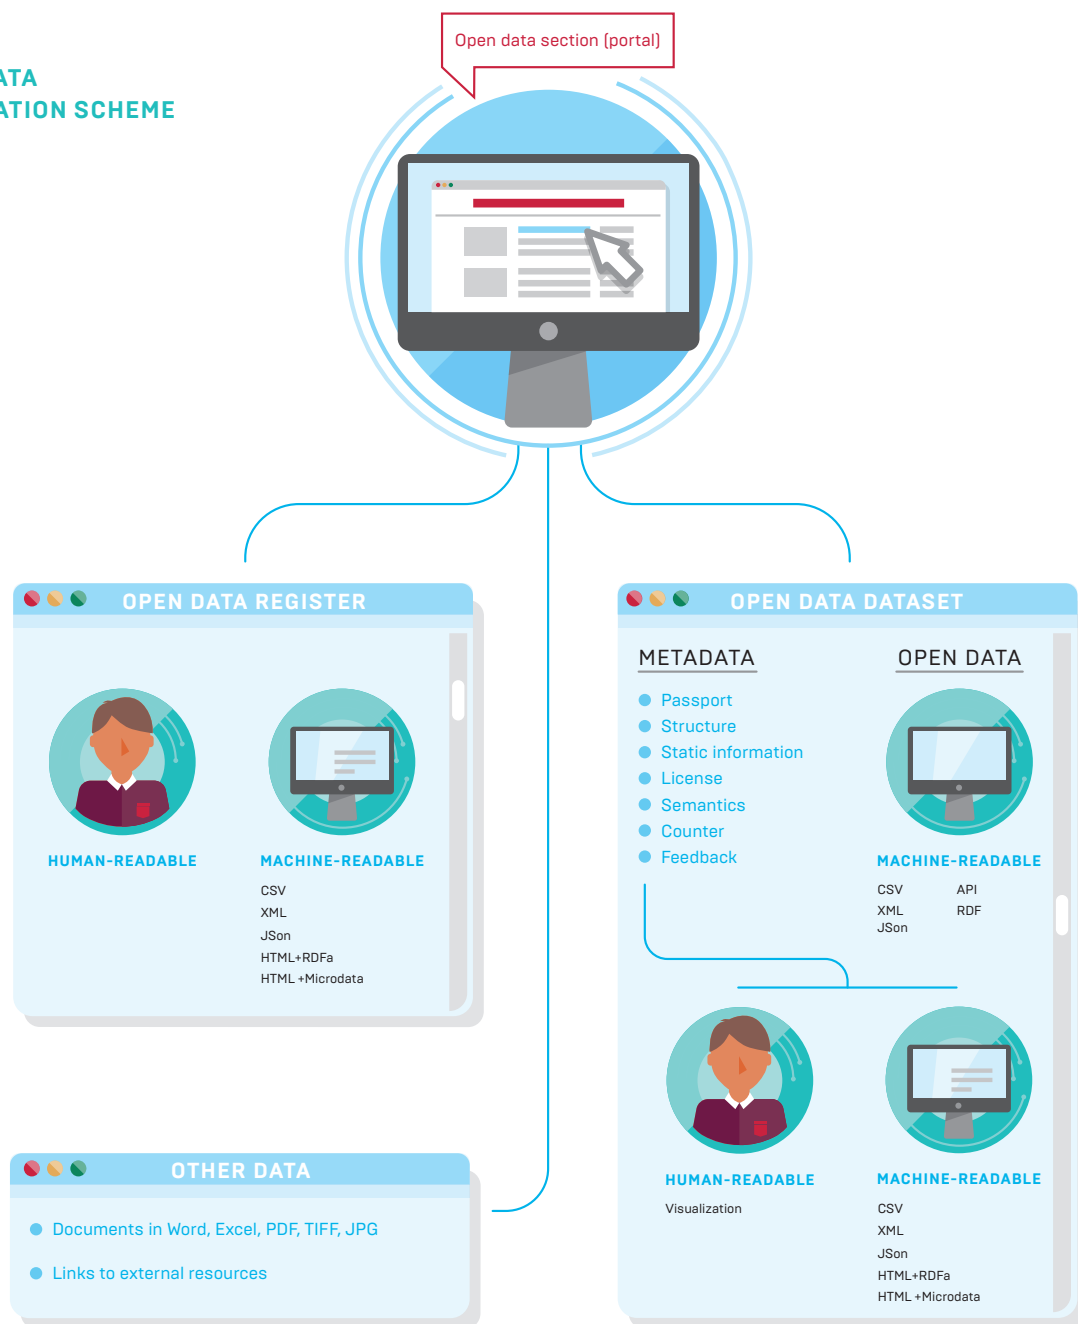 ATA
ATION SCHEME
Open data section (portal)
OPEN DATA REGISTER
HUMAN-READABLE
MACHINE-READABLE
CSV
XML
JSon
HTML+RDFa
HTML +Microdata
OTHER DATA
Documents in Word, Excel, PDF, TIFF, JPG
Links to external resources
OPEN DATA DATASET
METADATA
Passport
Structure
Static information
License
Semantics
Counter
Feedback
OPEN DATA
MACHINE-READABLE
CSV API
XML RDF
JSon
HUMAN-READABLE
Visualization
MACHINE-READABLE
CSV
XML
JSon
HTML+RDFa
HTML +Microdata